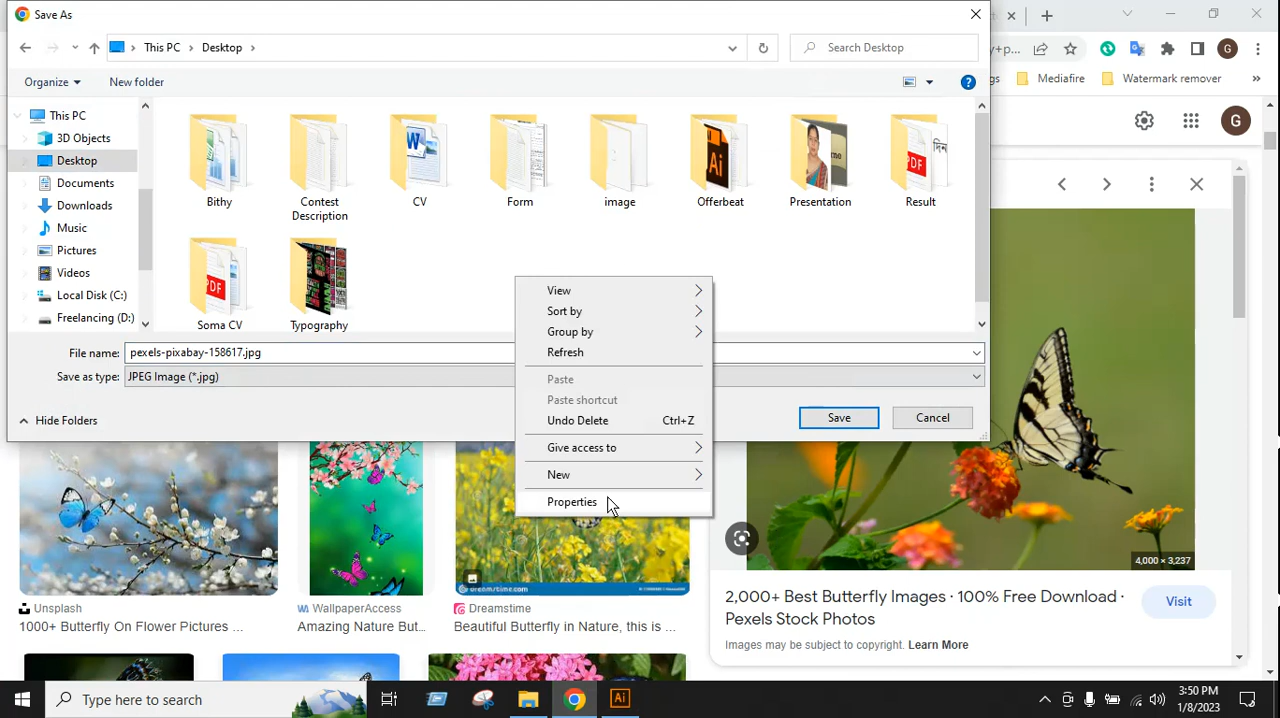 Save As
This PC
Desktop
Search Desktop
Organize
New folder
This PC
3D Objects
Desktop
Documents
Downloads
Music
Pictures
Videos
Local Disk (C:)
Freelancing (D:)
Bithy
Contest
Description
CV
Form
image
Offerbeat
Presentation
Result
Soma CV
Typography
File name:
pexels-pixabay-158617.jpg
Save as type:
JPEG Image (*.jpg)
Hide Folders
Save
Cancel
View
Sort by
Group by
Refresh
Paste
Paste shortcut
Undo Delete Ctrl+Z
Give access to
New
Properties
y+p...
G
gs
Mediafire
Watermark remover
G
4,000 × 3,237
2,000+ Best Butterfly Images · 100% Free Download ·
Pexels Stock Photos
Visit
Images may be subject to copyright. Learn More
Unsplash
1000+ Butterfly On Flower Pictures ...
WallpaperAccess
Amazing Nature But...
dreamstime.com
Dreamstime
Beautiful Butterfly in Nature, this is ...
Type here to search
Ai
3:50 PM
1/8/2023